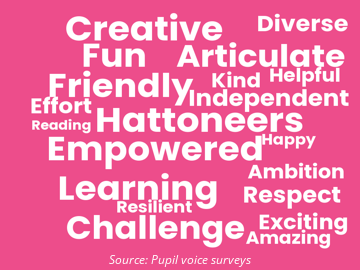 Creative Diverse
Fun Articulate
Friendly Kind Helpful
Effort Independent
Reading Hattoneers
Empowered Happy
Ambition
Learning Respect
Resilient
Challenge Exciting
Amazing
Source: Pupil voice surveys